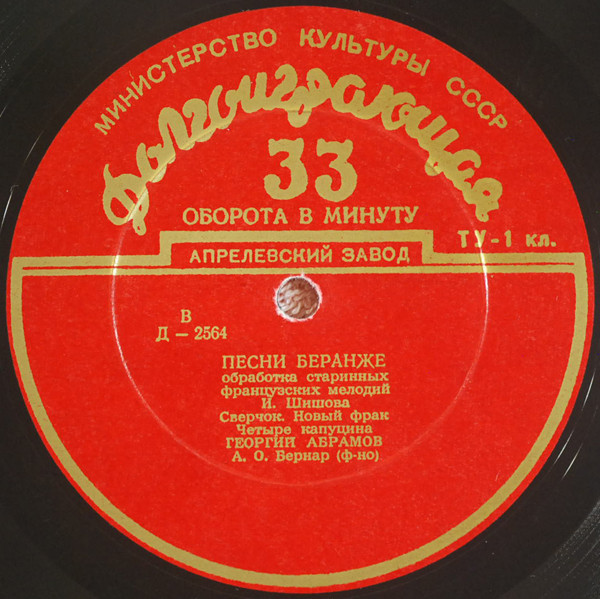 МИНИСТЕРСТВО КУЛЬТУРЫ СССР
Долгоиграющая
33
ОБОРОТА В МИНУТУ
ТУ-1 кл.
АПРЕЛЕВСКИЙ ЗАВОД
В
Д — 2564
ПЕСНИ БЕРАНЖЕ
обработка старинных
французских мелодий
И. Шишова
Сверчок. Новый фрак
Четыре капуцина
ГЕОРГИЙ АБРАМОВ
А. О. Бернар (ф-но)